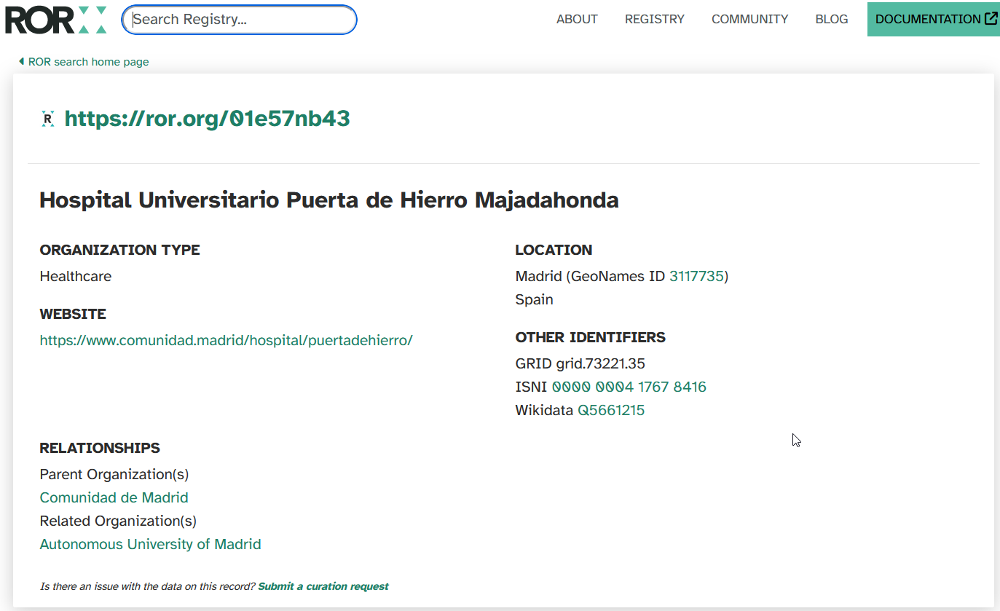 ROR
Search Registry...
ABOUT
REGISTRY
COMMUNITY
BLOG
DOCUMENTATION
ROR search home page
R
https://ror.org/01e57nb43
Hospital Universitario Puerta de Hierro Majadahonda
ORGANIZATION TYPE
Healthcare
WEBSITE
https://www.comunidad.madrid/hospital/puertadehierro/
LOCATION
Madrid (GeoNames ID 3117735)
Spain
OTHER IDENTIFIERS
GRID grid.73221.35
ISNI 0000 0004 1767 8416
Wikidata Q5661215
RELATIONSHIPS
Parent Organization(s)
Comunidad de Madrid
Related Organization(s)
Autonomous University of Madrid
Is there an issue with the data on this record? Submit a curation request